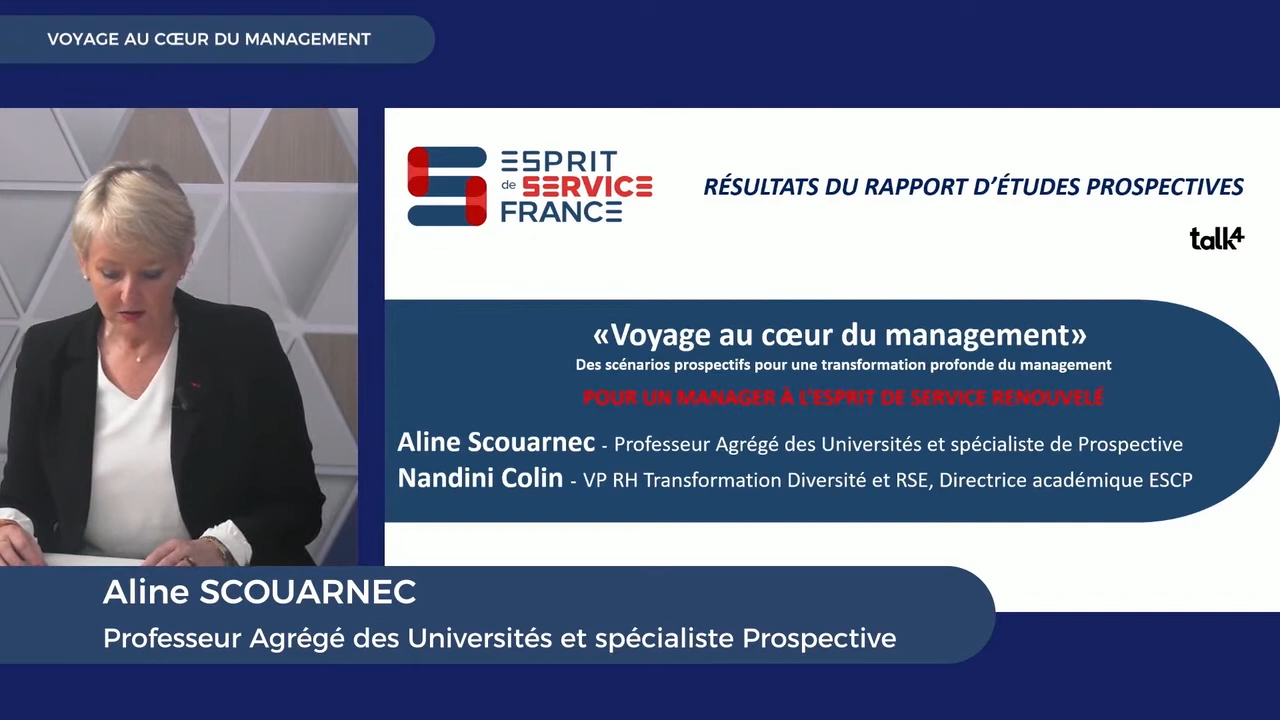 VOYAGE AU CŒUR DU MANAGEMENT
ESPRIT
de SERVICE
FRANCE
RÉSULTATS DU RAPPORT D’ÉTUDES PROSPECTIVES
talk4
«Voyage au cœur du management»
Des scénarios prospectifs pour une transformation profonde du management
POUR UN MANAGER À L’ESPRIT DE SERVICE RENOUVELÉ
Aline Scouarnec - Professeur Agrégé des Universités et spécialiste de Prospective
Nandini Colin - VP RH Transformation Diversité et RSE, Directrice académique ESCP
Aline SCOUARNEC
Professeur Agrégé des Universités et spécialiste Prospective